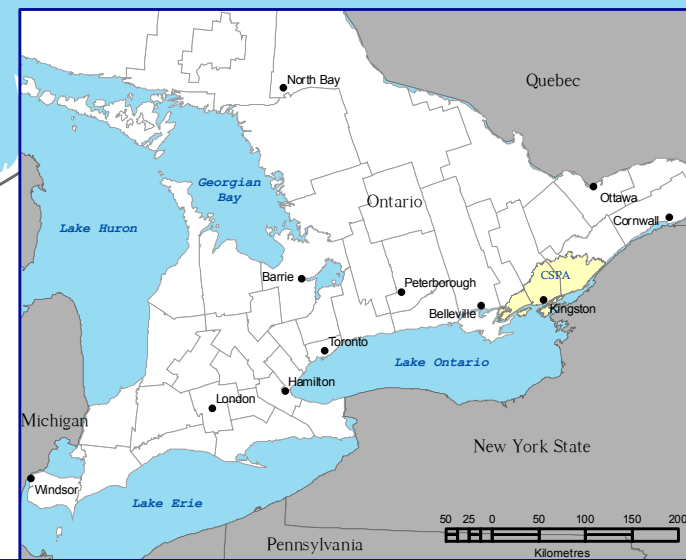 North Bay
Quebec
Georgian
Bay
Ottawa
Ontario
Cornwall
Lake Huron
Barrie
CSPA
Peterborough
Belleville
Kingston
Toronto
Lake Ontario
Hamilton
London
Michigan
New York State
Windsor
Lake Erie
50 25 0 50 100 150 200
Kilometres
Pennsylvania